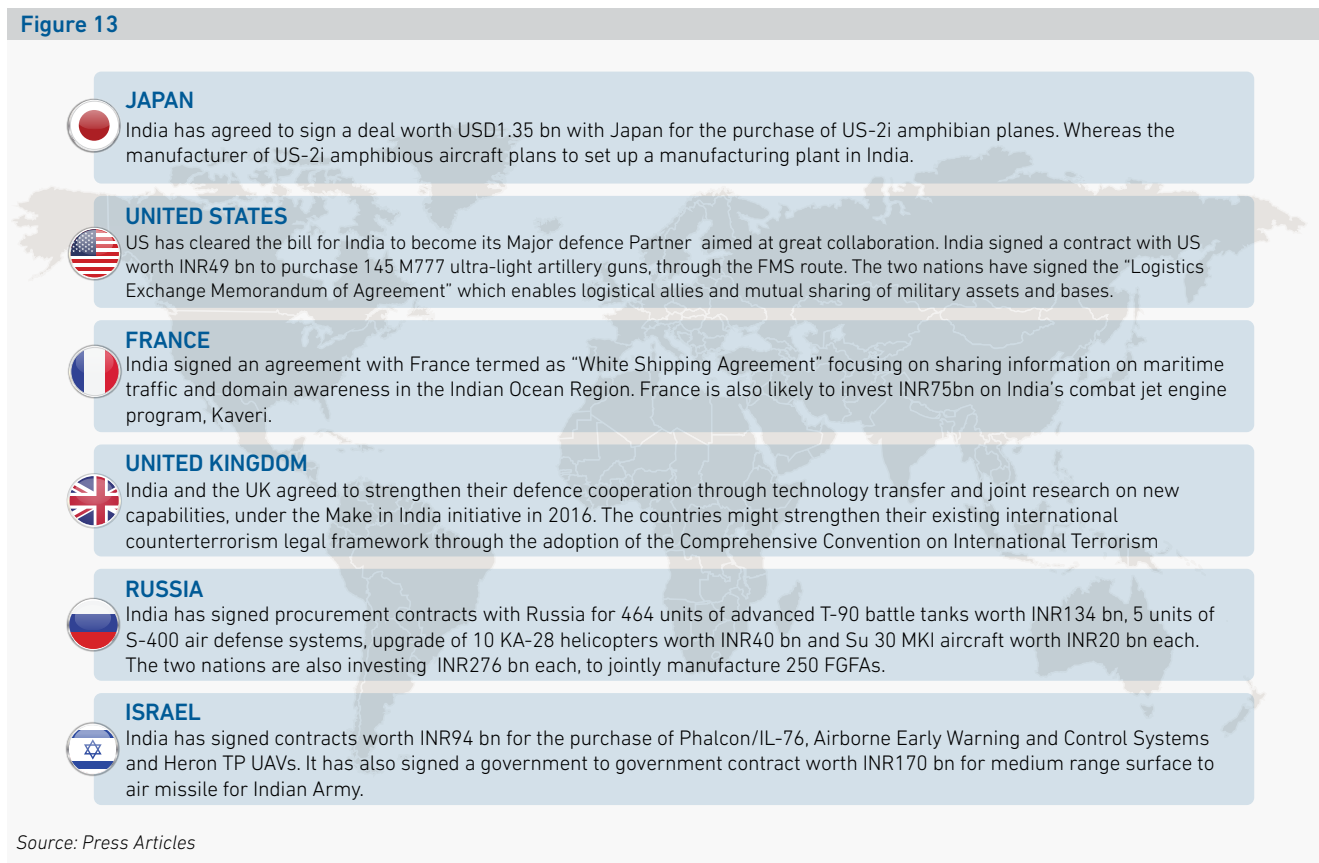 Figure 13
JAPAN
India has agreed to sign a deal worth USD1.35 bn with Japan for the purchase of US-2i amphibian planes. Whereas the
manufacturer of US-2i amphibious aircraft plans to set up a manufacturing plant in India.
UNITED STATES
US has cleared the bill for India to become its Major defence Partner  aimed at great collaboration. India signed a contract with US
worth INR49 bn to purchase 145 M777 ultra-light artillery guns, through the FMS route. The two nations have signed the “Logistics
Exchange Memorandum of Agreement” which enables logistical allies and mutual sharing of military assets and bases.
FRANCE
India signed an agreement with France termed as “White Shipping Agreement” focusing on sharing information on maritime
traffic and domain awareness in the Indian Ocean Region. France is also likely to invest INR75bn on India’s combat jet engine
program, Kaveri.
UNITED KINGDOM
India and the UK agreed to strengthen their defence cooperation through technology transfer and joint research on new
capabilities, under the Make in India initiative in 2016. The countries might strengthen their existing international
counterterrorism legal framework through the adoption of the Comprehensive Convention on International Terrorism
RUSSIA
India has signed procurement contracts with Russia for 464 units of advanced T-90 battle tanks worth INR134 bn, 5 units of
S-400 air defense systems, upgrade of 10 KA-28 helicopters worth INR40 bn and Su 30 MKI aircraft worth INR20 bn each.
The two nations are also investing  INR276 bn each, to jointly manufacture 250 FGFAs.
ISRAEL
India has signed contracts worth INR94 bn for the purchase of Phalcon/IL-76, Airborne Early Warning and Control Systems
and Heron TP UAVs. It has also signed a government to government contract worth INR170 bn for medium range surface to
air missile for Indian Army.
Source: Press Articles